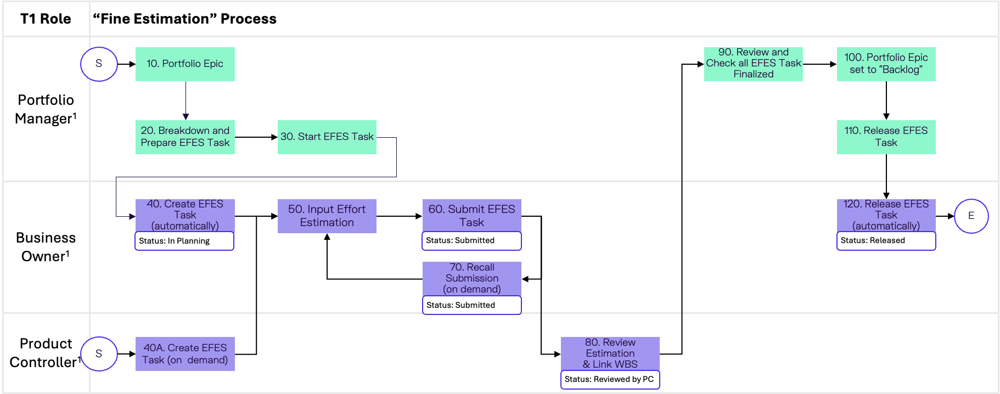 T1 Role
“Fine Estimation” Process
Portfolio
Manager¹
S
10. Portfolio Epic
20. Breakdown and
Prepare EFES Task
30. Start EFES Task
90. Review and
Check all EFES Task
Finalized
100. Portfolio Epic
set to "Backlog"
110. Release EFES
Task
Business
Owner¹
40. Create EFES
Task
(automatically)
Status: In Planning
50. Input Effort
Estimation
60. Submit EFES
Task
Status: Submitted
70. Recall
Submission
(on demand)
Status: Submitted
120. Release EFES
Task
(automatically)
Status: Released
E
Product
Controller¹
S
40A. Create EFES
Task (on  demand)
80. Review
Estimation
& Link WBS
Status: Reviewed by PC